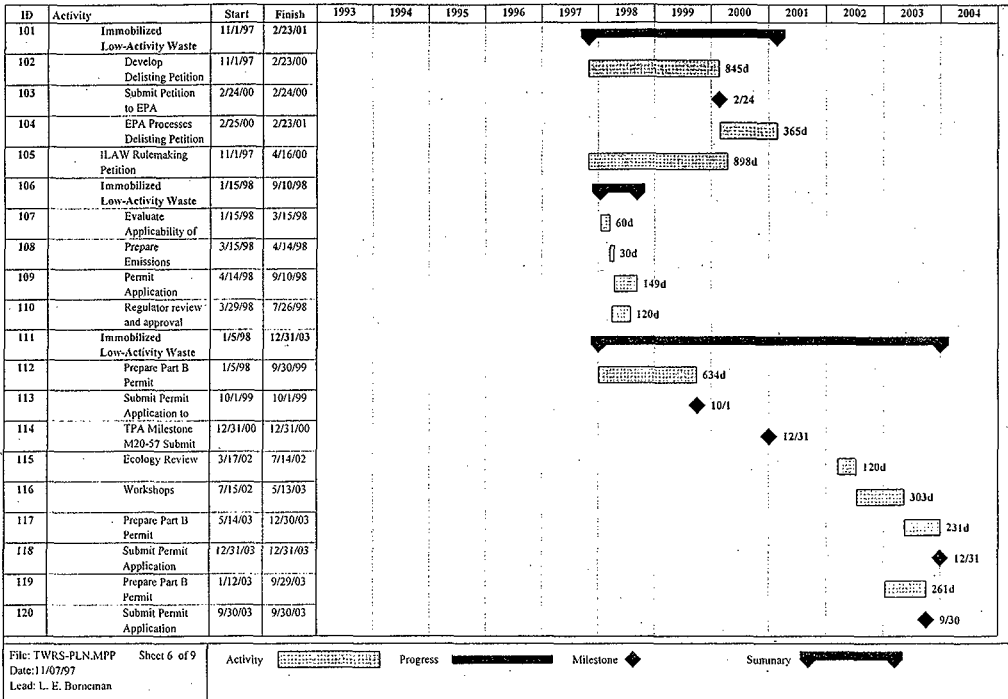 ID Activity Start Finish 1993 1994 1995 1996 1997 1998 1999 2000 2001 2002 2003 2004
101 Immobilized 11/1/97 2/23/01
Low-Activity Waste
102 Develop 11/1/97 2/23/00 845d
Delisting Petition
103 Submit Petition 2/24/00 2/24/00 2/24
to EPA
104 EPA Processes 2/25/00 2/23/01 365d
Delisting Petition
105 ILAW Rulemaking 11/1/97 4/16/00 898d
Petition
106 Immobilized 1/15/98 9/10/98
Low-Activity Waste
107 Evaluate 1/15/98 3/15/98 60d
Applicability of
108 Prepare 3/15/98 4/14/98 30d
Emissions
109 Permit 4/14/98 9/10/98 149d
Application
110 Regulator review 3/29/98 7/26/98 120d
and approval
111 Immobilized 1/5/98 12/31/03
Low-Activity Waste
112 Prepare Part B 1/5/98 9/30/99 634d
Permit
113 Submit Permit 10/1/99 10/1/99 10/1
Application to
114 TPA Milestone 12/31/00 12/31/00 12/31
M20-57 Submit
115 Ecology Review 3/17/02 7/14/02 120d
116 Workshops 7/15/02 5/13/03 303d
117 Prepare Part B 5/14/03 12/30/03 231d
Permit
118 Submit Permit 12/31/03 12/31/03 12/31
Application
119 Prepare Part B 1/12/03 9/29/03 261d
Permit
120 Submit Permit 9/30/03 9/30/03 9/30
Application
File: TWRS-PLN.MPP Sheet 6 of 9
Date:11/07/97
Lead: L. E. Borneman
Activity Progress Milestone Summary